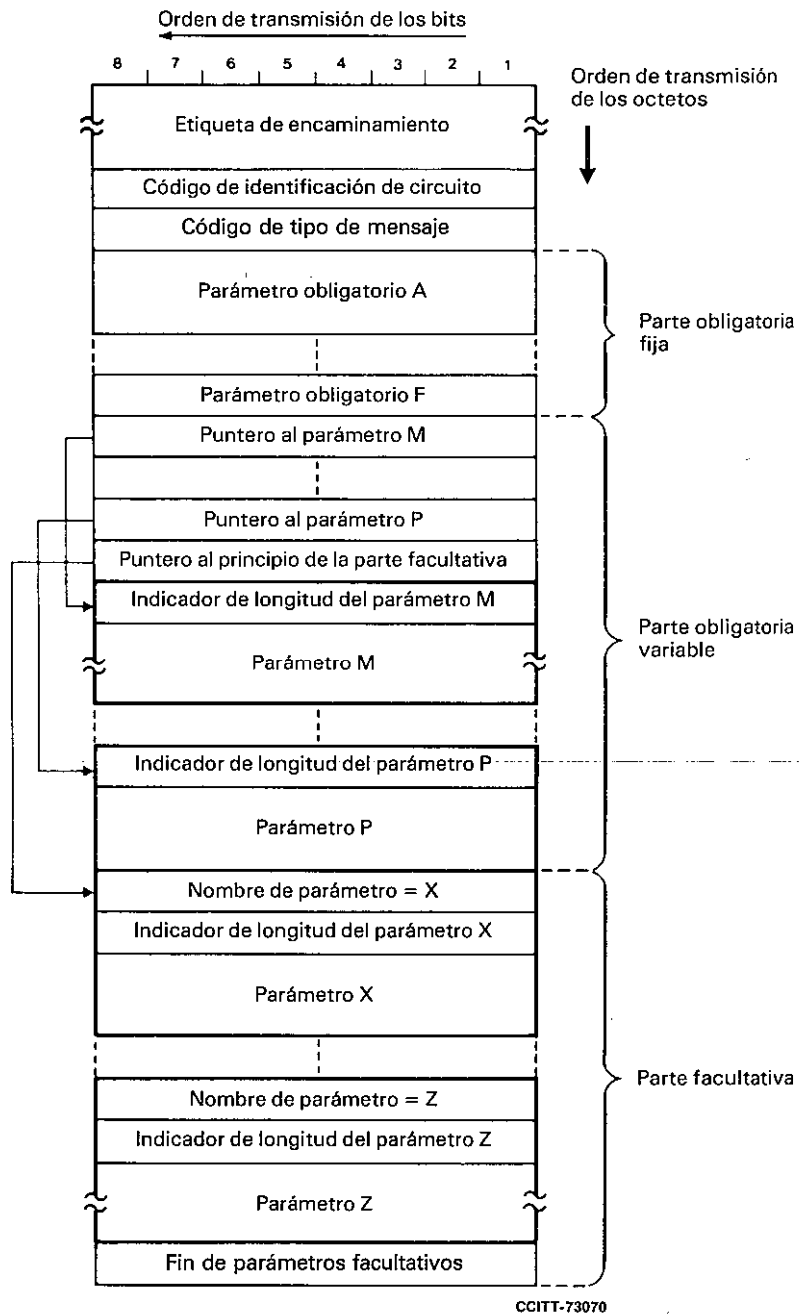 Orden de transmisión de los bits
8 7 6 5 4 3 2 1
Orden de transmisión
de los octetos
Etiqueta de encaminamiento
Código de identificación de circuito
Código de tipo de mensaje
Parámetro obligatorio A
Parte obligatoria
fija
Parámetro obligatorio F
Puntero al parámetro M
Puntero al parámetro P
Puntero al principio de la parte facultativa
Indicador de longitud del parámetro M
Parámetro M
Parte obligatoria
variable
Indicador de longitud del parámetro P
Parámetro P
Nombre de parámetro = X
Indicador de longitud del parámetro X
Parámetro X
Parte facultativa
Nombre de parámetro = Z
Indicador de longitud del parámetro Z
Parámetro Z
Fin de parámetros facultativos
CCITT-73070